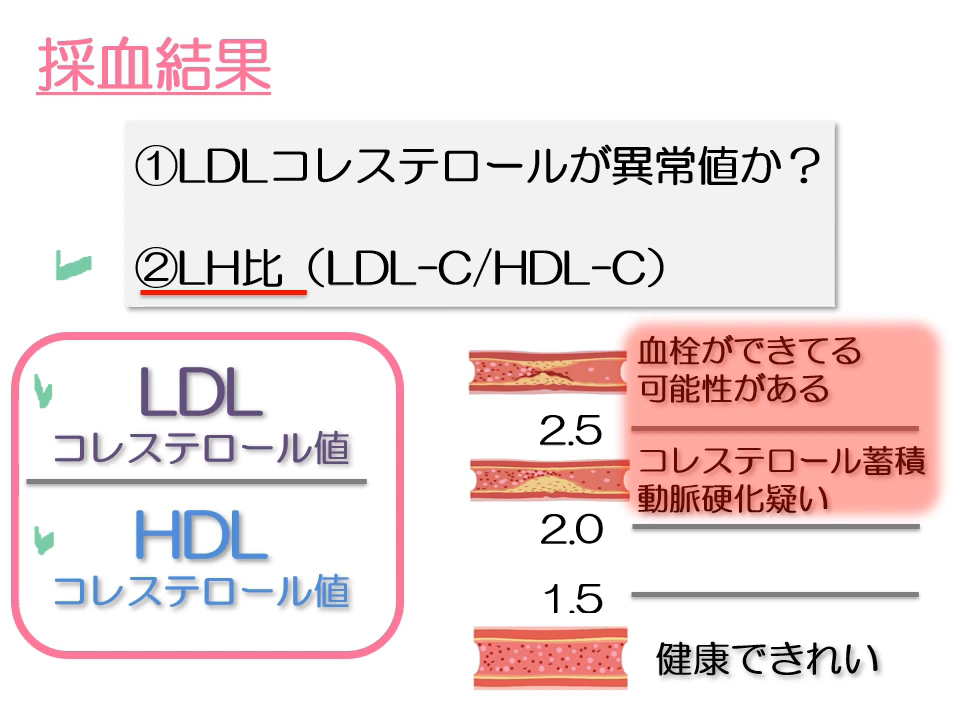 採血結果
①LDLコレステロールが異常値か？
②LH比（LDL-C/HDL-C）
LDL
コレステロール値
HDL
コレステロール値
血栓ができてる
可能性がある
2.5
コレステロール蓄積
動脈硬化疑い
2.0
1.5
健康できれい